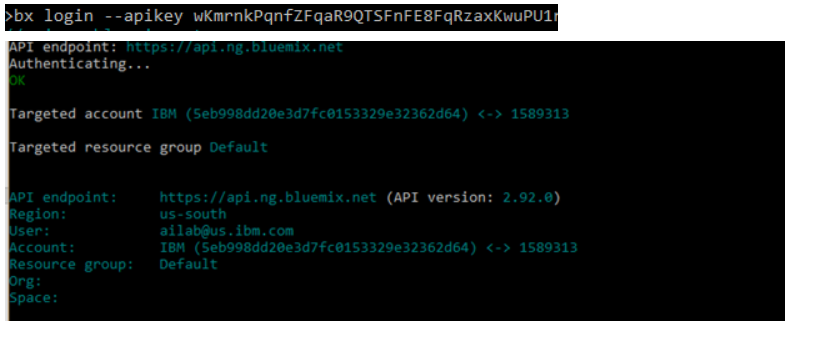 >bx login --apikey wKmrnkPqnfZFqaR9QTSFnFE8FqRzaxKwuPU1r
API endpoint: https://api.ng.bluemix.net
Authenticating...
OK
Targeted account IBM (5eb998dd20e3d7fc0153329e32362d64) <-> 1589313
Targeted resource group Default
API endpoint: https://api.ng.bluemix.net (API version: 2.92.0)
Region: us-south
User: ailab@us.ibm.com
Account: IBM (5eb998dd20e3d7fc0153329e32362d64) <-> 1589313
Resource group: Default
Org:
Space: